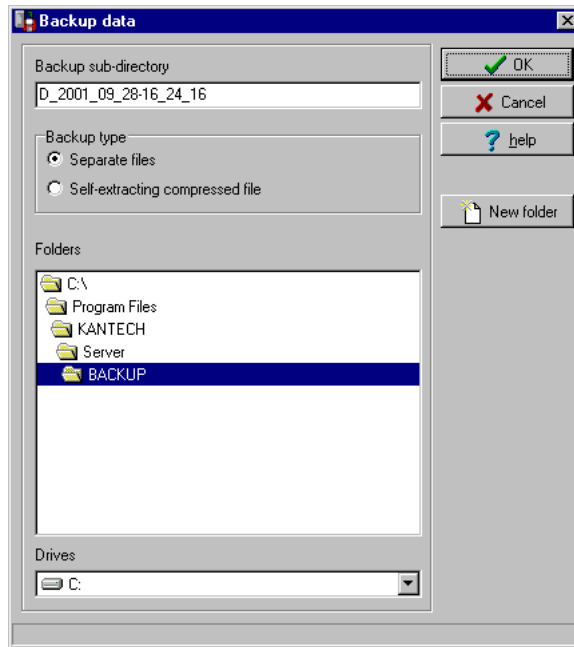 Backup data
Backup sub-directory
D_2001_09_28-16_24_16
Backup type
Separate files
Self-extracting compressed file
Folders
C:\
Program Files
KANTECH
Server
BACKUP
Drives
C:
OK
Cancel
help
New folder